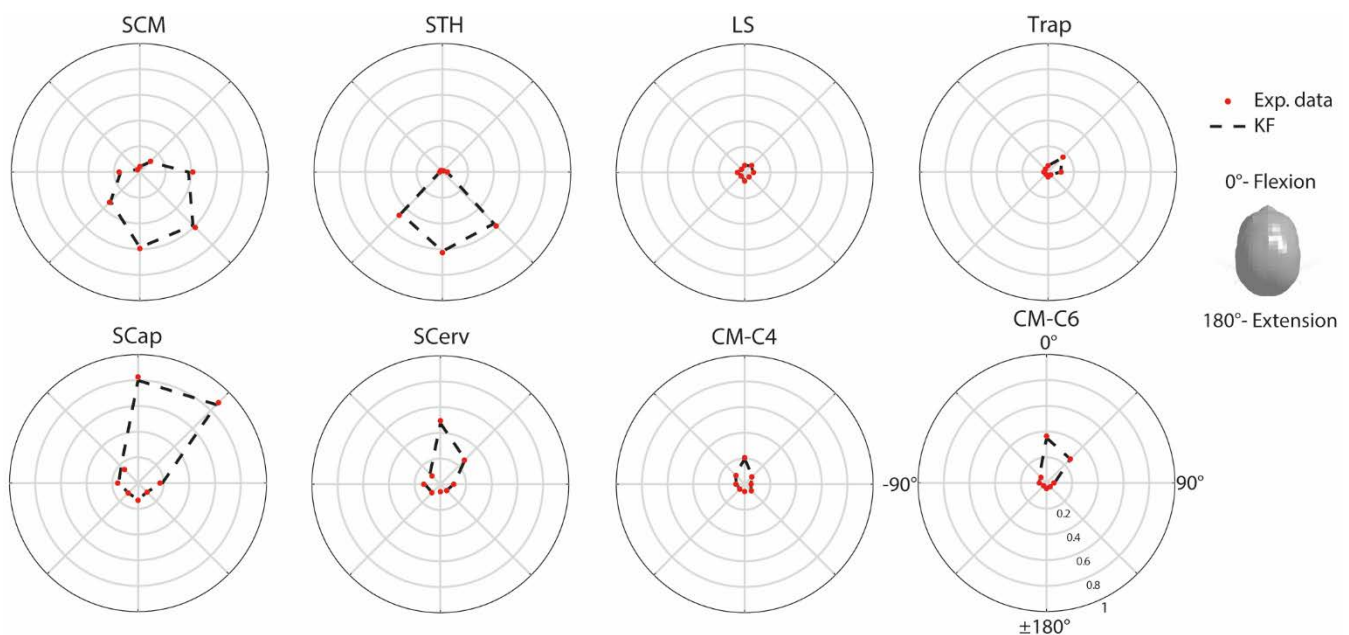 SCM
STH
LS
Trap
Exp. data
KF
0°- Flexion
180°- Extension
SCap
SCerv
CM-C4
CM-C6
0°
-90°
90°
0.2
0.4
0.6
0.8
1
±180°